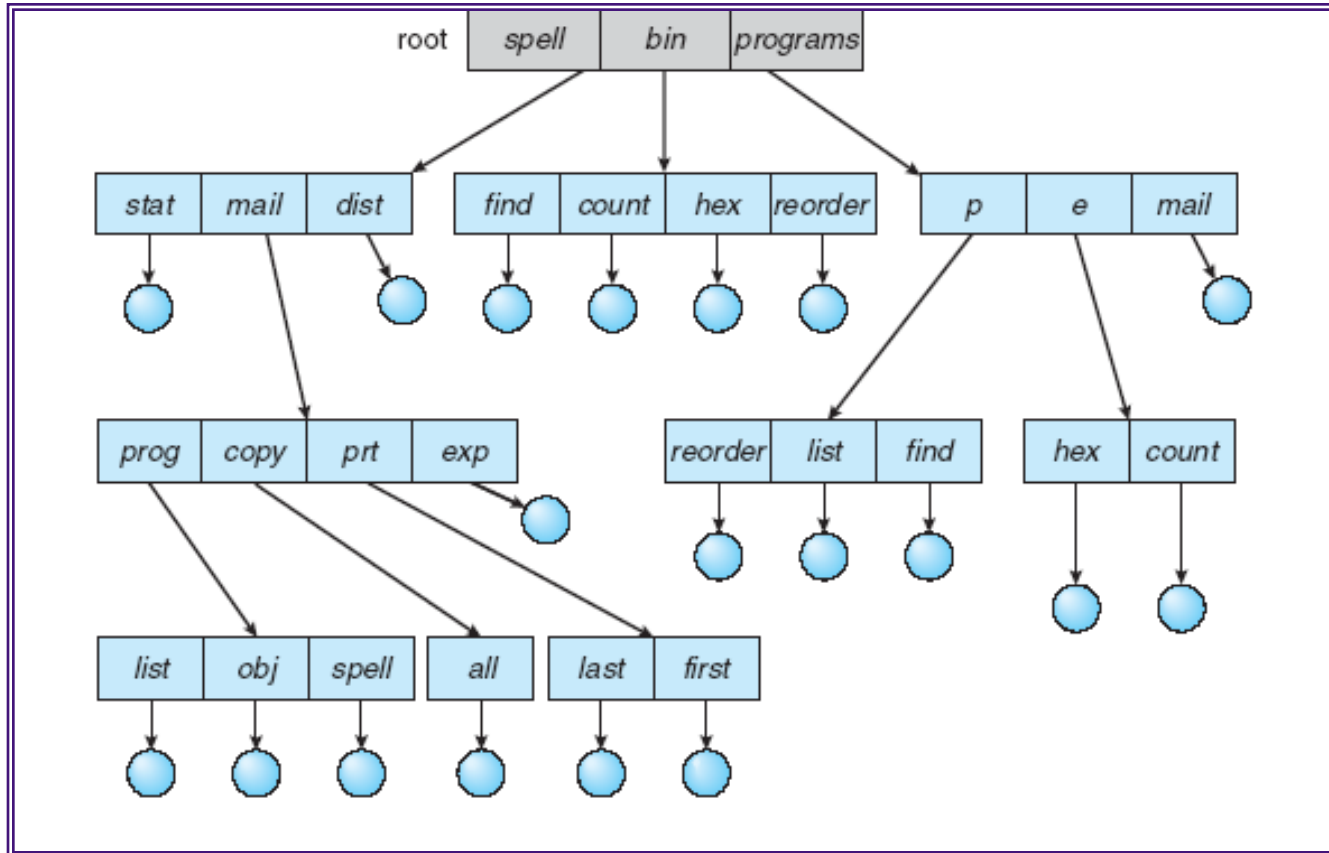 root spell bin programs
stat mail dist find count hex reorder p e mail
prog copy prt exp reorder list find hex count
list obj spell all last first